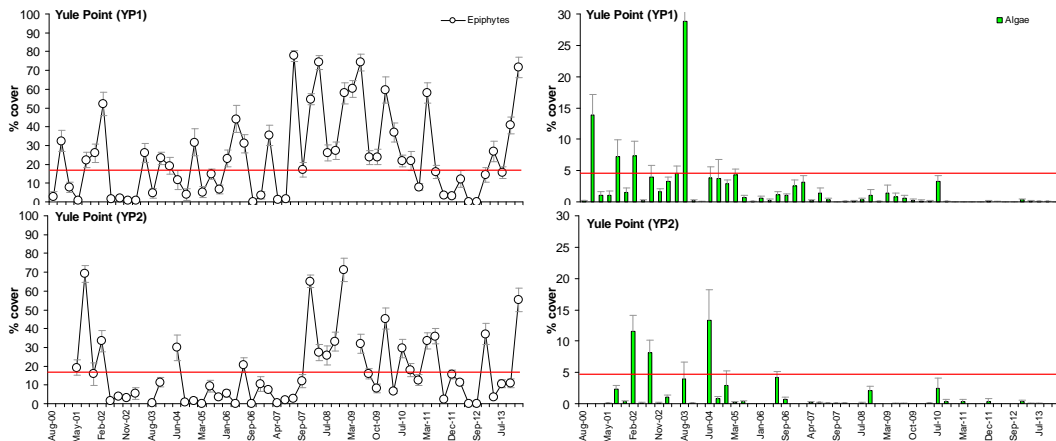 Yule Point (YP1)
Epiphytes
% cover
100
90
80
70
60
50
40
30
20
10
0
Yule Point (YP1)
Algae
% cover
30
25
20
15
10
5
0
Yule Point (YP2)
% cover
100
90
80
70
60
50
40
30
20
10
0
Aug-00
May-01
Feb-02
Nov-02
Aug-03
Jun-04
Mar-05
Jan-06
Sep-06
Aug-07
Jul-08
Mar-09
Oct-09
Jul-10
Mar-11
Dec-11
Sep-12
Jul-13
Yule Point (YP2)
% cover
30
25
20
15
10
5
0
Aug-00
May-01
Feb-02
Nov-02
Aug-03
Jun-04
Mar-05
Jan-06
Sep-06
Aug-07
Jul-08
Mar-09
Oct-09
Jul-10
Mar-11
Dec-11
Sep-12
Jul-13